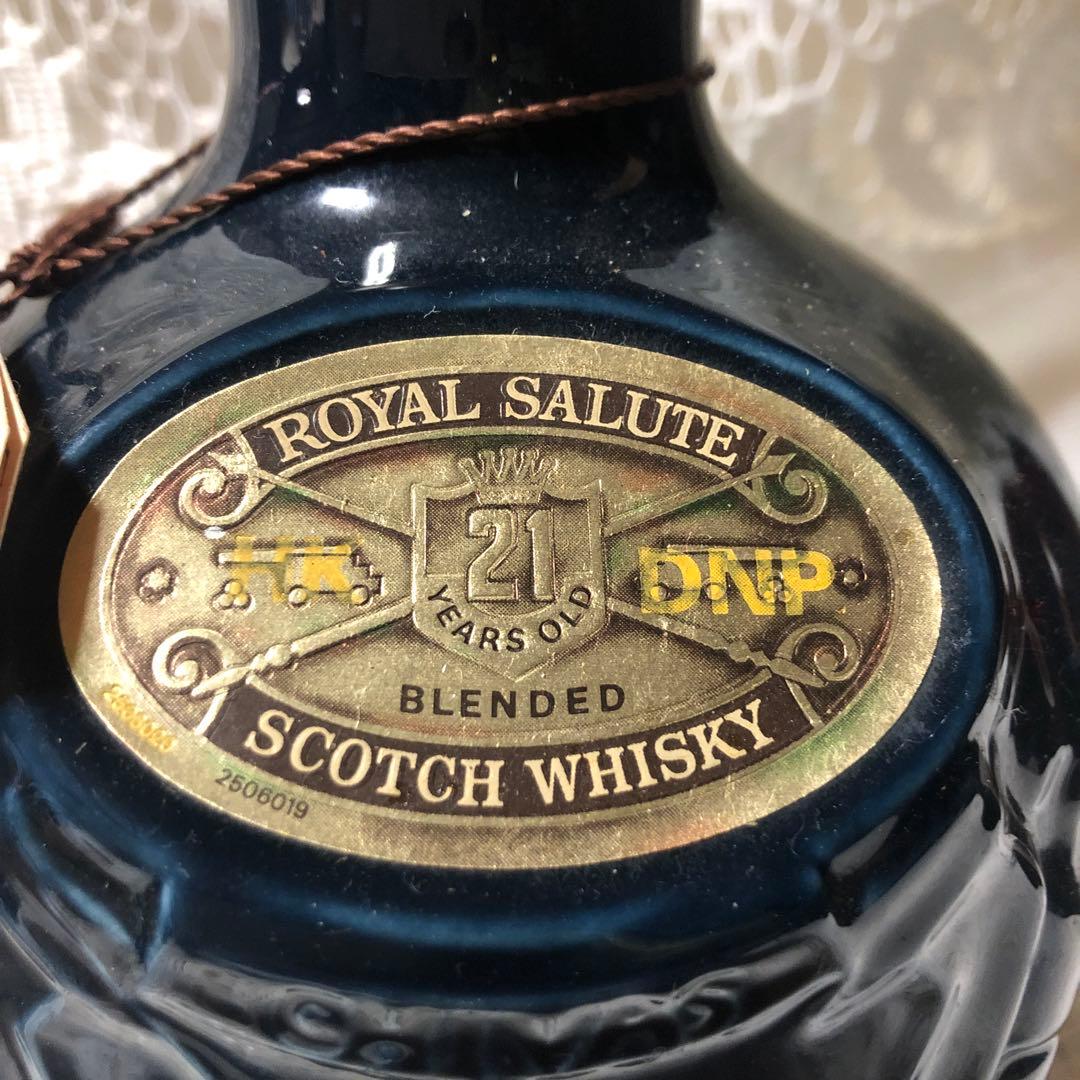 ROYAL SALUTE
21
YEARS OLD
HK
DNP
BLENDED
SCOTCH WHISKY
2506019